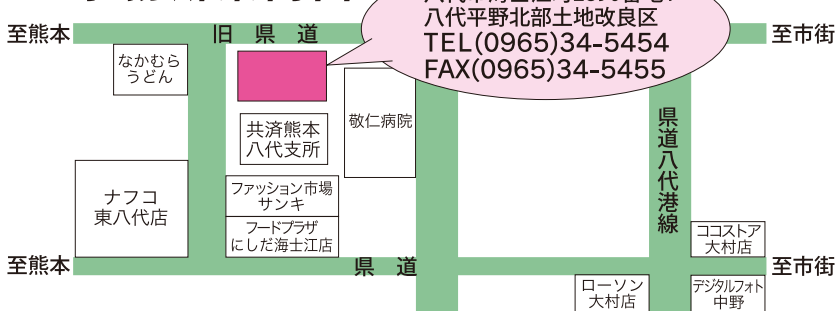 至熊本
旧県道
八代平野北部土地改良区
TEL(0965)34-5454
FAX(0965)34-5455
至市街
なかむら
うどん
敬仁病院
共済熊本
八代支所
県道八代港線
ナフコ
東八代店
ファッション市場
サンキ
フードプラザ
にしだ海士江店
ココストア
大村店
至熊本
県道
至市街
ローソン
大村店
デジタルフォト
中野